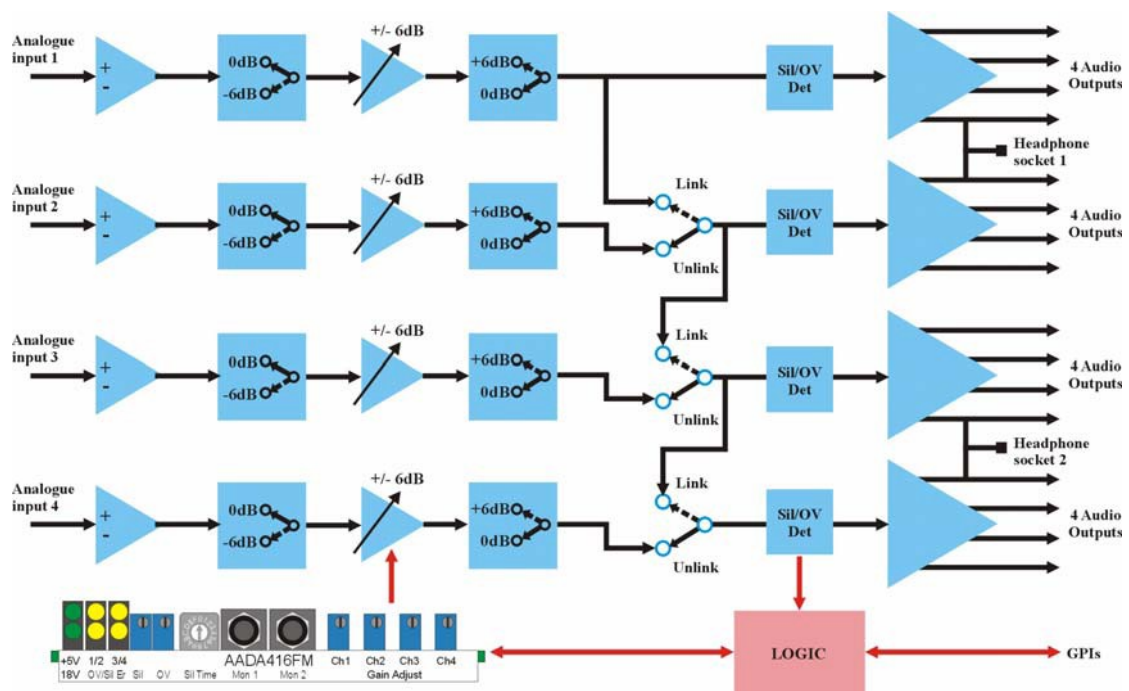 Analogue
input 1
+
-
0dB
-6dB
+/- 6dB
+6dB
0dB
Sil/OV
Det
4 Audio
Outputs
Headphone
socket 1
Link
Analogue
input 2
+
-
0dB
-6dB
+/- 6dB
+6dB
0dB
Unlink
Sil/OV
Det
4 Audio
Outputs
Analogue
input 3
+
-
0dB
-6dB
+/- 6dB
+6dB
0dB
Link
Unlink
Sil/OV
Det
4 Audio
Outputs
Headphone
socket 2
Analogue
input 4
+
-
0dB
-6dB
+/- 6dB
+6dB
0dB
Link
Unlink
Sil/OV
Det
4 Audio
Outputs
+5V 1/2 3/4 AADA416FM Ch1 Ch2 Ch3 Ch4
18V OV/Sil Er Sil OV Sil Time Mon 1 Mon 2 Gain Adjust
LOGIC
GPIs